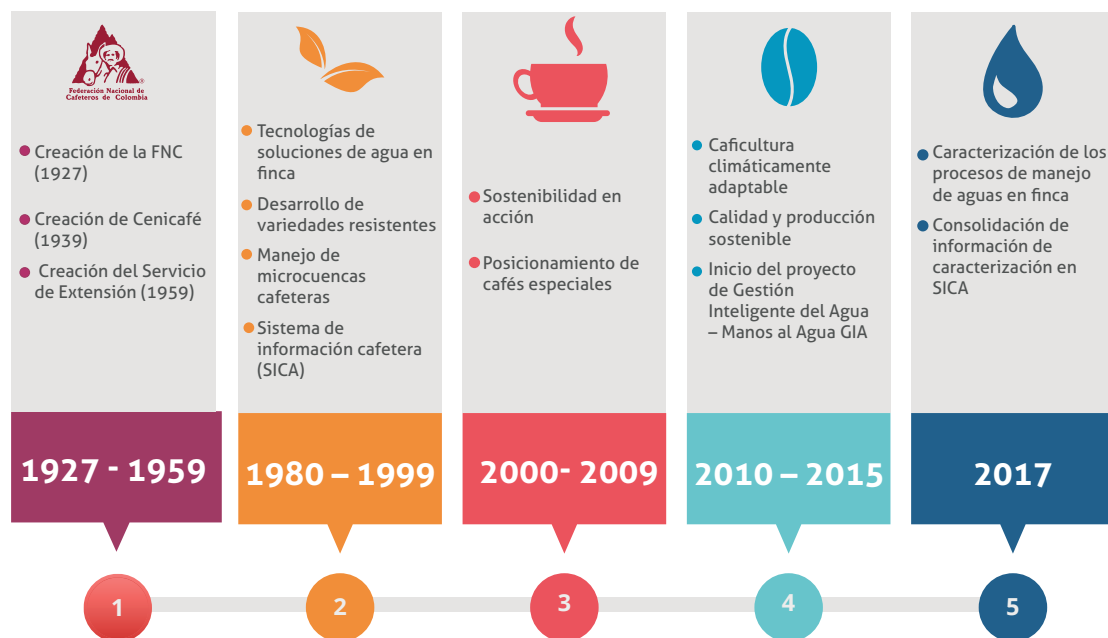 Federación Nacional de
Cafeteros de Colombia
Creación de la FNC
(1927)
Creación de Cenicafé
(1939)
Creación del Servicio
de Extensión (1959)
1927 - 1959
1
Tecnologías de
soluciones de agua en
finca
Desarrollo de
variedades resistentes
Manejo de
microcuencas
cafeteras
Sistema de
información cafetera
(SICA)
1980 – 1999
2
Sostenibilidad en
acción
Posicionamiento de
cafés especiales
2000- 2009
3
Caficultura
climáticamente
adaptable
Calidad y producción
sostenible
Inicio del proyecto
de Gestión
Inteligente del Agua
– Manos al Agua GIA
2010 – 2015
4
Caracterización de los
procesos de manejo
de aguas en finca
Consolidación de
información de
caracterización en
SICA
2017
5